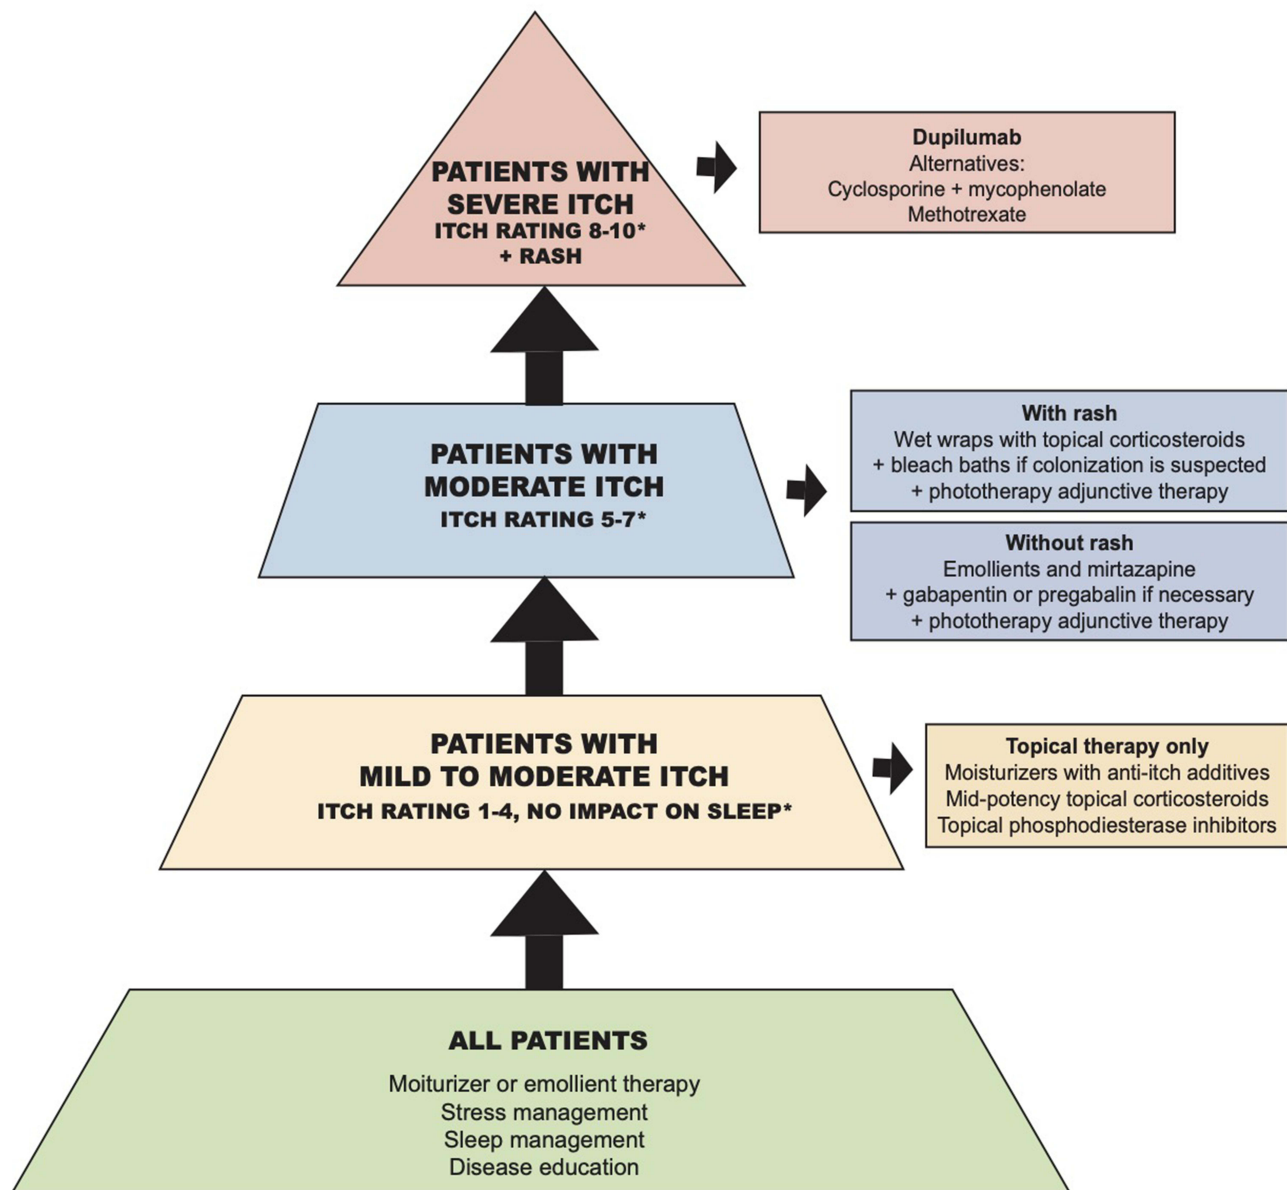 PATIENTS WITH
SEVERE ITCH
ITCH RATING 8-10*
+ RASH
Dupilumab
Alternatives:
Cyclosporine + mycophenolate
Methotrexate
PATIENTS WITH
MODERATE ITCH
ITCH RATING 5-7*
With rash
Wet wraps with topical corticosteroids
+ bleach baths if colonization is suspected
+ phototherapy adjunctive therapy
Without rash
Emollients and mirtazapine
+ gabapentin or pregabalin if necessary
+ phototherapy adjunctive therapy
PATIENTS WITH
MILD TO MODERATE ITCH
ITCH RATING 1-4, NO IMPACT ON SLEEP*
Topical therapy only
Moisturizers with anti-itch additives
Mid-potency topical corticosteroids
Topical phosphodiesterase inhibitors
ALL PATIENTS
Moiturizer or emollient therapy
Stress management
Sleep management
Disease education